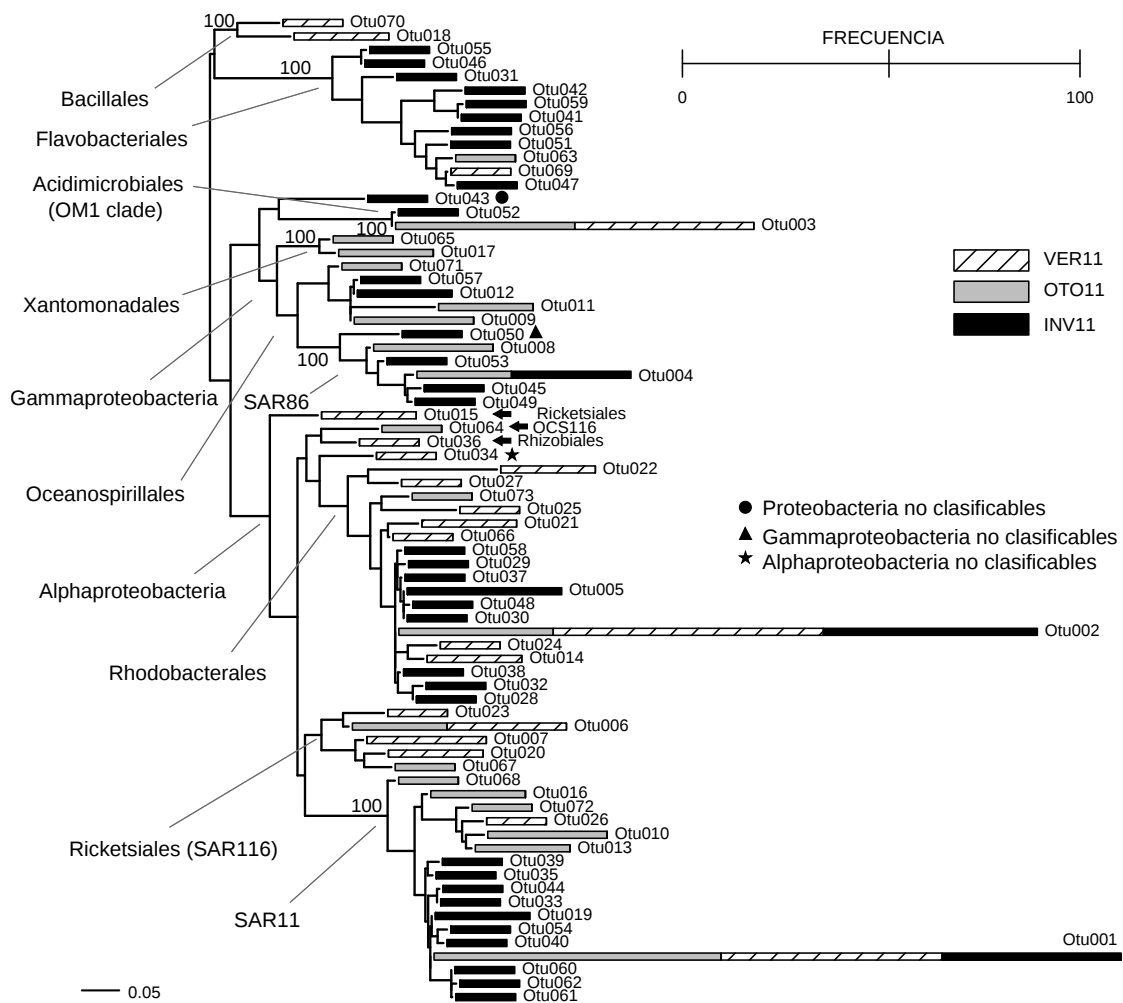 100
Otu070
Otu018
Otu055
Otu046
100
Otu031
Otu042
Otu059
Otu041
Otu056
Otu051
Otu063
Otu069
Otu047
Bacillales
Flavobacteriales
Acidimicrobiales
(OM1 clade)
FRECUENCIA
0
100
Otu043
Otu052
100
Otu003
100
Otu065
Otu017
Otu071
Otu057
Otu012
Otu011
Otu009
Otu050
100
Otu008
Otu053
Otu004
Otu045
Otu049
Xantomonadales
Gammaproteobacteria
SAR86
Oceanospirillales
VER11
OTO11
INV11
Otu015
Ricketsiales
Otu064
OCS116
Otu036
Rhizobiales
Otu034
Otu022
Otu027
Otu073
Otu025
Otu021
Otu066
Otu058
Otu029
Otu037
Otu005
Otu048
Otu030
Otu002
Otu024
Otu014
Otu038
Otu032
Otu028
Alphaproteobacteria
Rhodobacterales
Proteobacteria no clasificables
Gammaproteobacteria no clasificables
Alphaproteobacteria no clasificables
Otu023
Otu006
Otu007
Otu020
Otu067
Otu068
100
Otu016
Otu072
Otu026
Otu010
Otu013
Otu039
Otu035
Otu044
Otu033
Otu019
Otu054
Otu040
Otu001
Otu060
Otu062
Otu061
Ricketsiales (SAR116)
SAR11
0.05